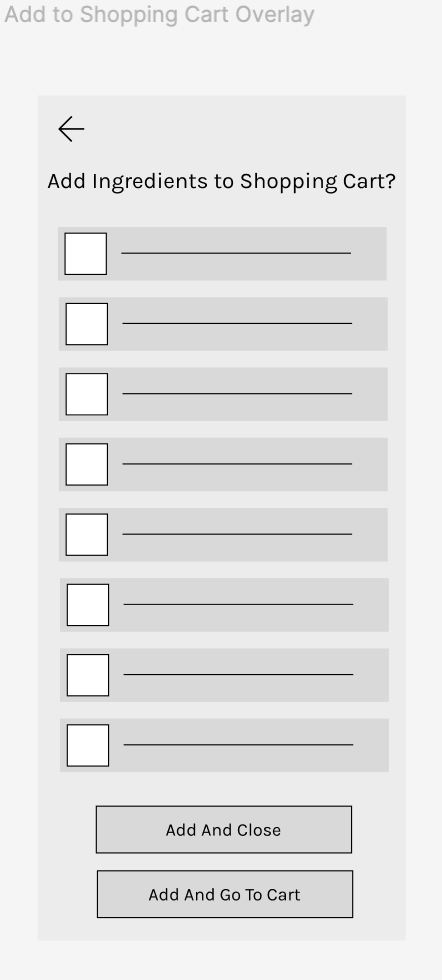 Add to Shopping Cart Overlay
Add Ingredients to Shopping Cart?
Add And Close
Add And Go To Cart